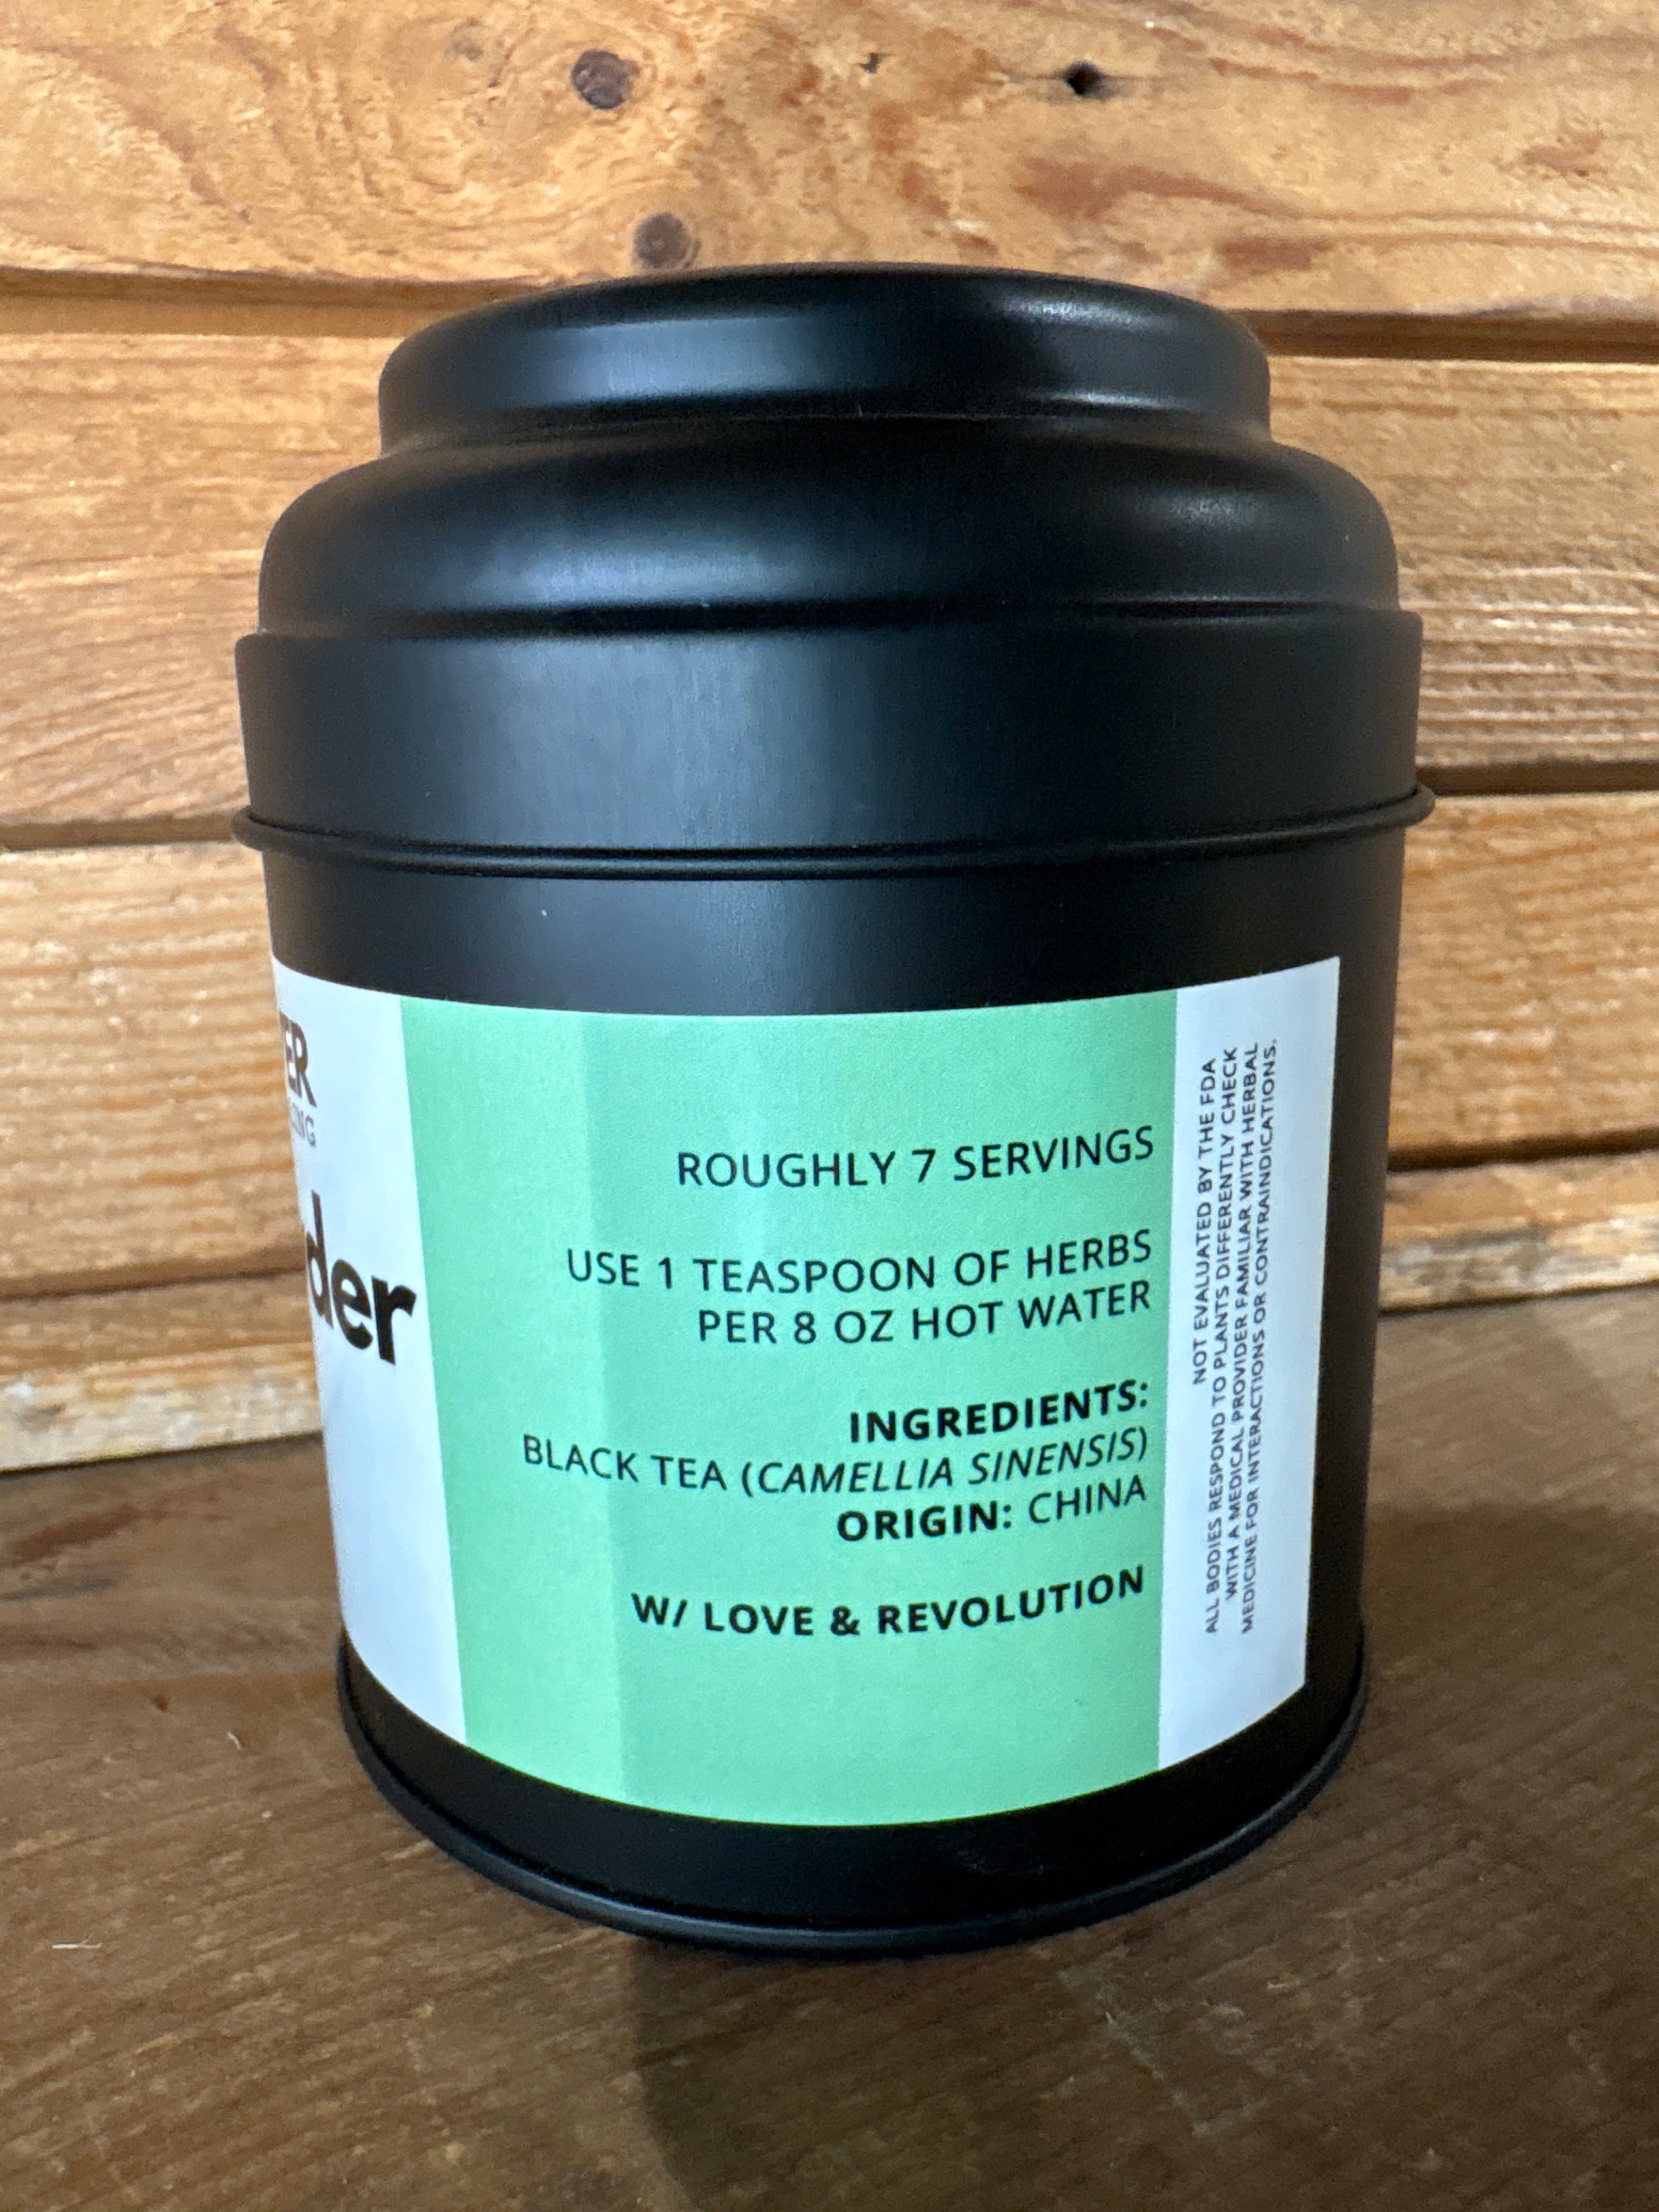 ROUGHLY 7 SERVINGS
USE 1 TEASPOON OF HERBS
PER 8 OZ HOT WATER
INGREDIENTS:
BLACK TEA (CAMELLIA SINENSIS)
ORIGIN: CHINA
W/ LOVE & REVOLUTION
NOT EVALUATED BY THE FDA
ALL BODIES RESPOND TO PLANTS DIFFERENTLY CHECK
WITH A MEDICAL PROVIDER FAMILIAR WITH HERBAL
MEDICINE FOR INTERACTIONS OR CONTRAINDICATIONS.